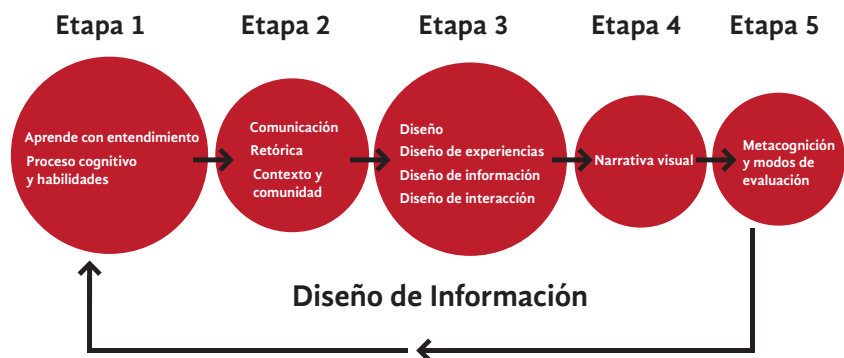 Etapa 1
Etapa 2
Etapa 3
Etapa 4
Etapa 5
Aprende con entendimiento
Proceso cognitivo
y habilidades
Comunicación
Retórica
Contexto y
comunidad
Diseño
Diseño de experiencias
Diseño de información
Diseño de interacción
Narrativa visual
Metacognición
y modos de
evaluación
Diseño de Información